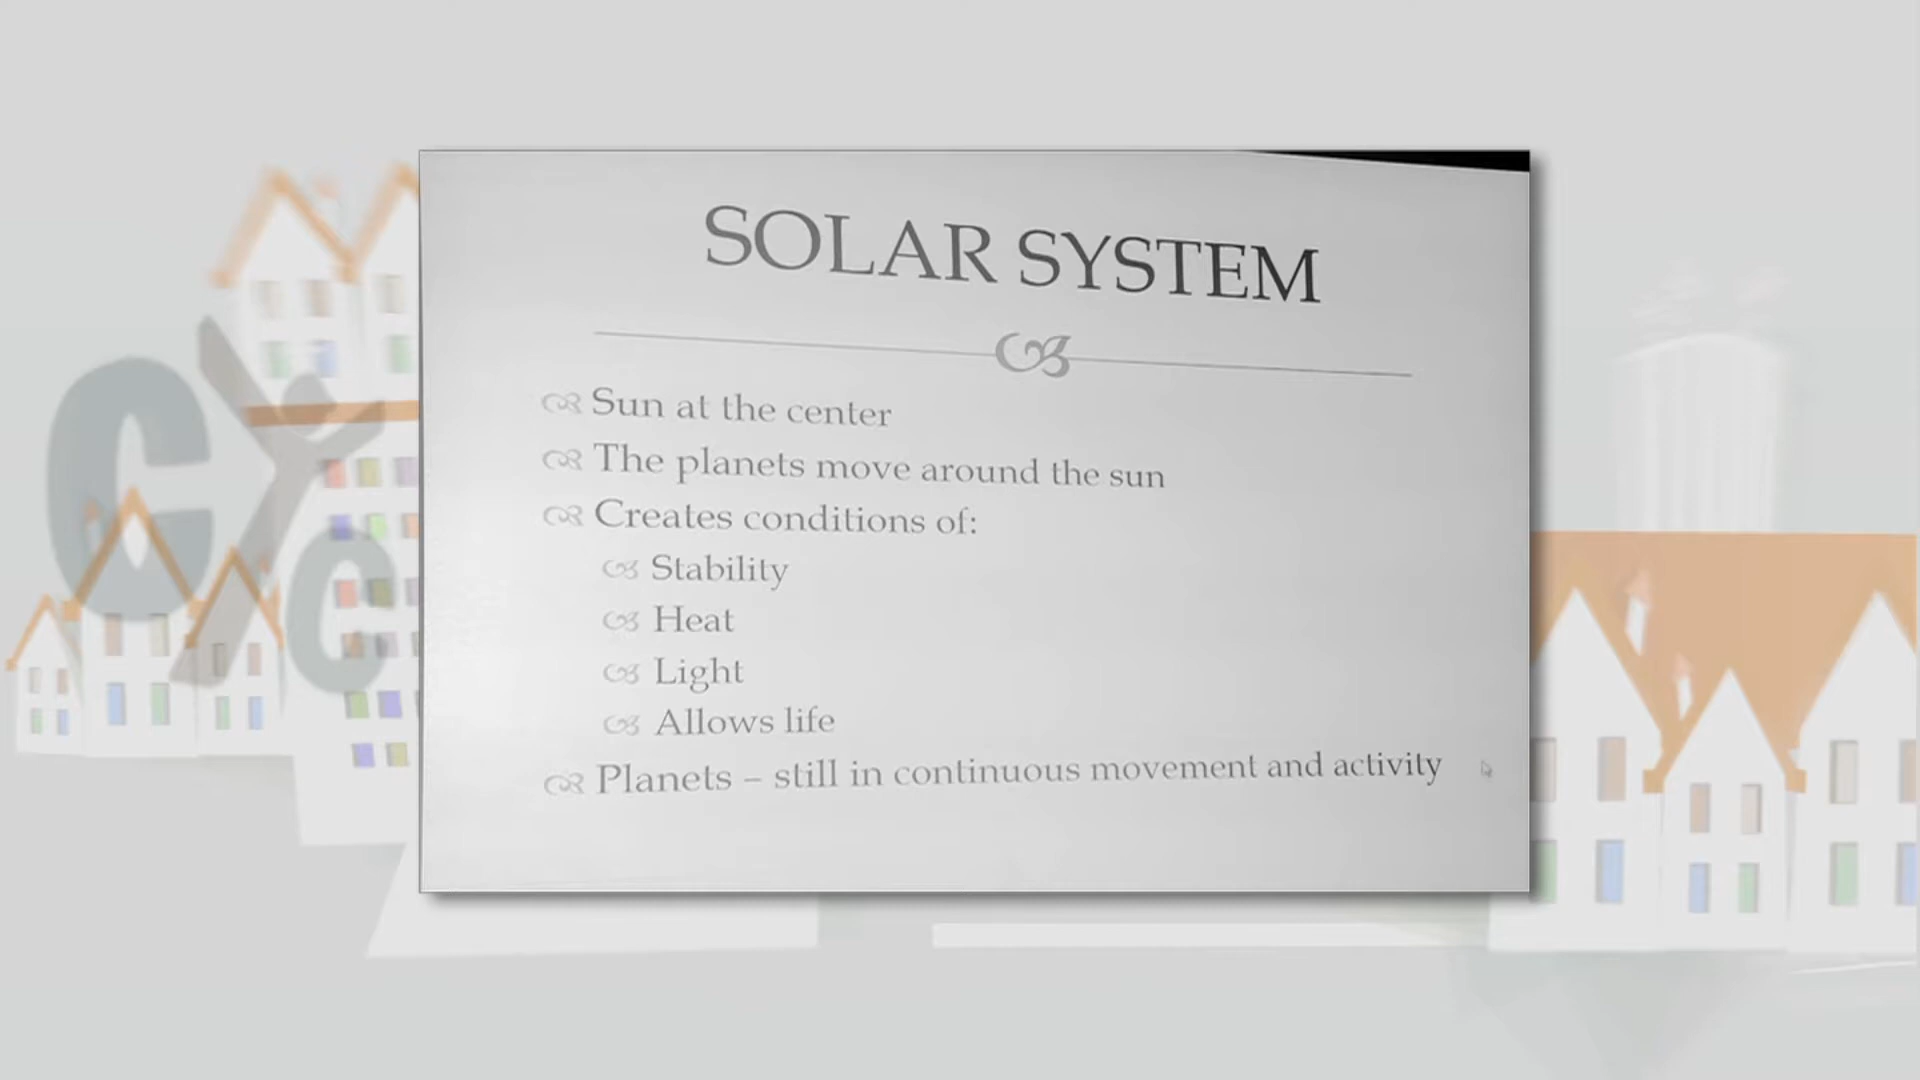 SOLAR SYSTEM
Sun at the center
The planets move around the sun
Creates conditions of:
Stability
Heat
Light
Allows life
Planets – still in continuous movement and activity
CYC